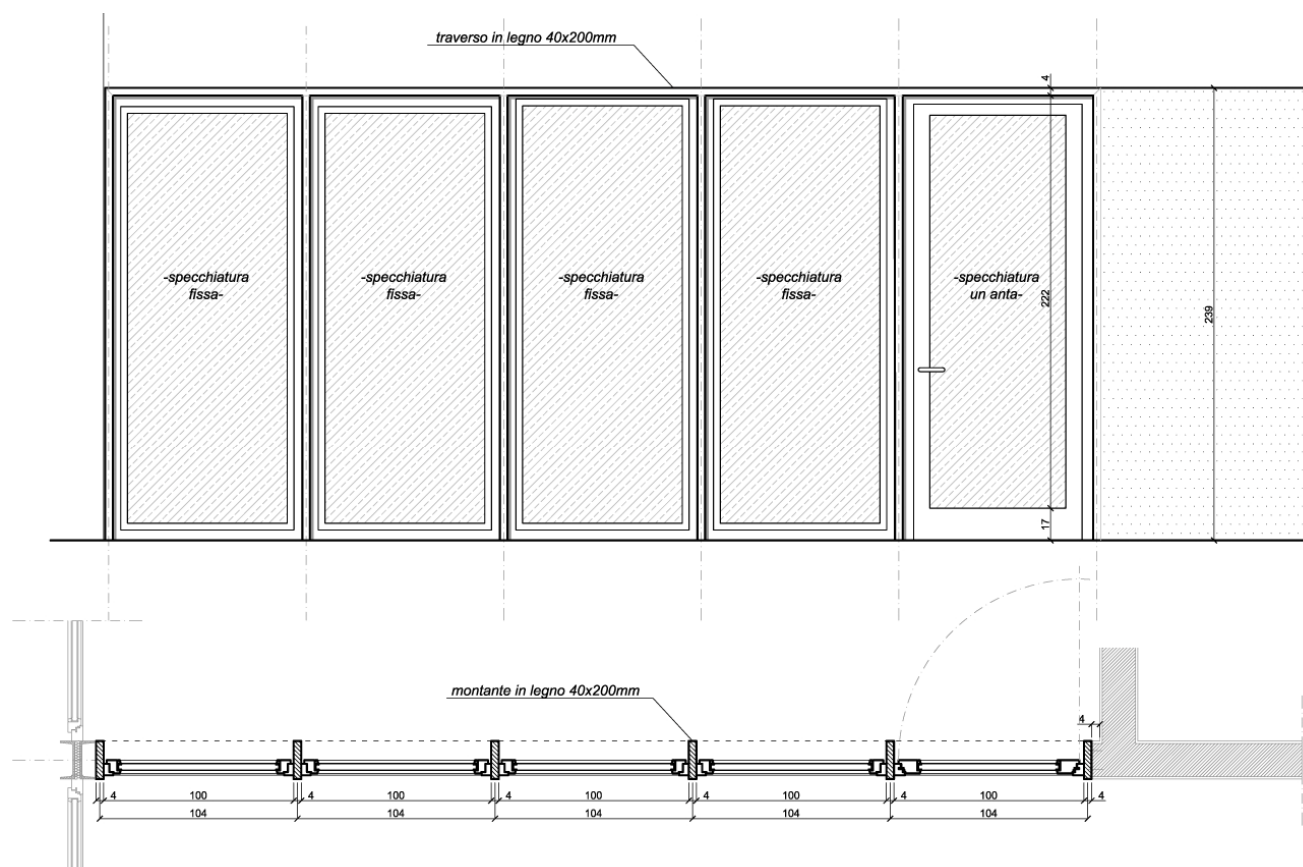 traverso in legno 40x200mm
4
-specchiatura
fissa-
-specchiatura
fissa-
-specchiatura
fissa-
-specchiatura
fissa-
-specchiatura
un anta-
222
239
17
montante in legno 40x200mm
4
4 100 4 100 4 100 4 100 4 100 4
104 104 104 104 104